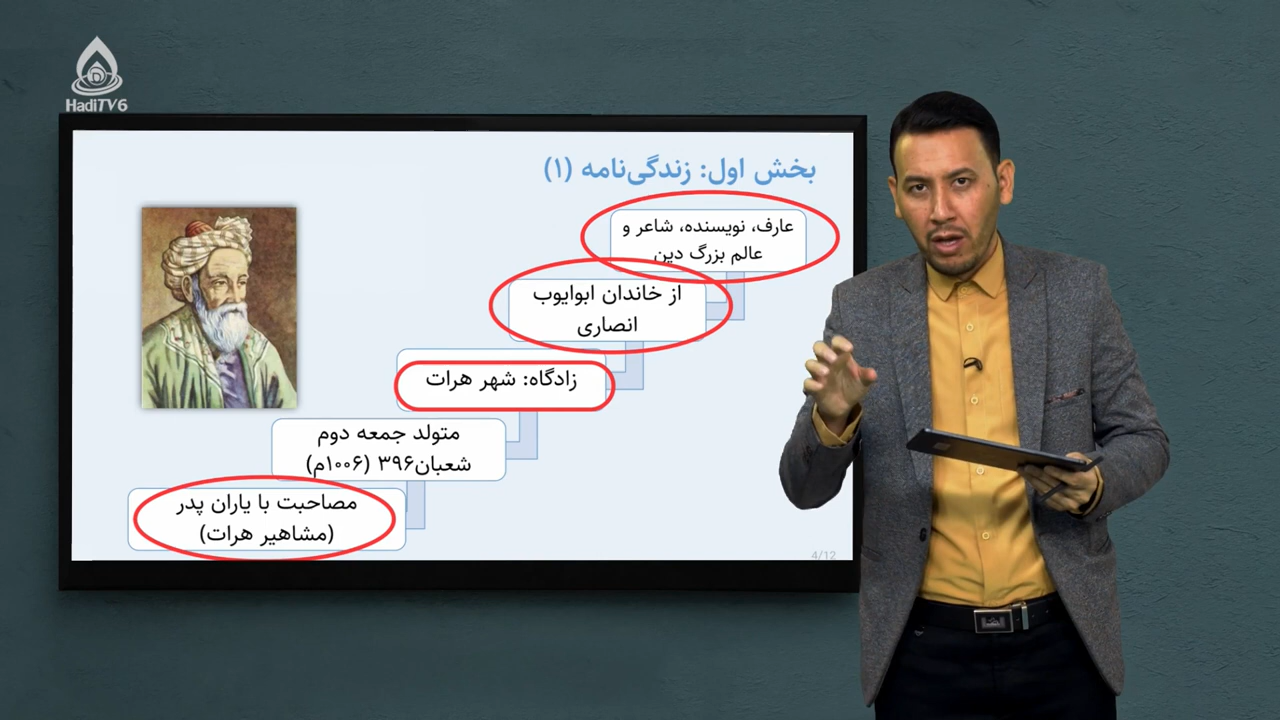 HadiTV6
بخش اول: زندگی‌نامه (۱)
عارف، نویسنده، شاعر و
عالم بزرگ دین
از خاندان ابوایوب
انصاری
زادگاه: شهر هرات
متولد جمعه دوم
شعبان۳۹۶ (۱۰۰۶م)
مصاحبت با یاران پدر
(مشاهیر هرات)
4/12